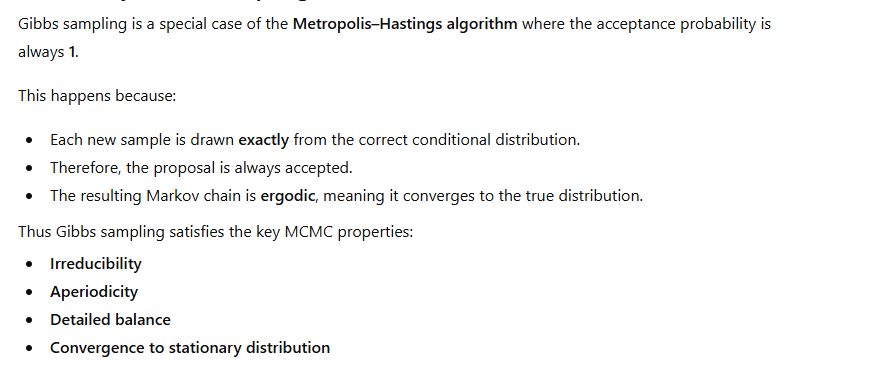 Gibbs sampling is a special case of the Metropolis–Hastings algorithm where the acceptance probability is
always 1.
This happens because:
• Each new sample is drawn exactly from the correct conditional distribution.
• Therefore, the proposal is always accepted.
• The resulting Markov chain is ergodic, meaning it converges to the true distribution.
Thus Gibbs sampling satisfies the key MCMC properties:
• Irreducibility
• Aperiodicity
• Detailed balance
• Convergence to stationary distribution